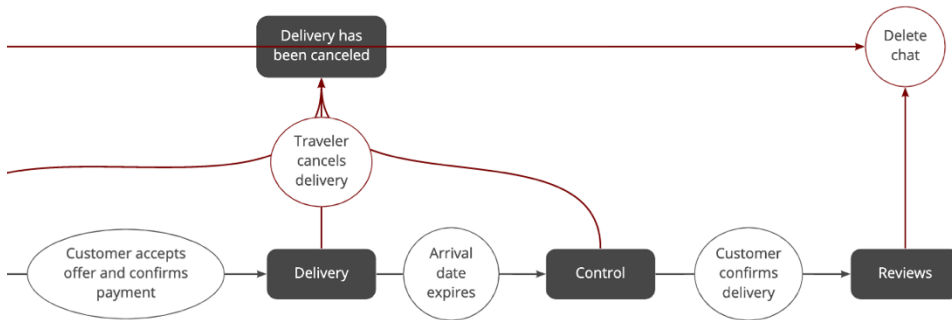 Delivery has
been canceled
Delete
chat
Traveler
cancels
delivery
Customer accepts
offer and confirms
payment
Delivery
Arrival
date
expires
Control
Customer
confirms
delivery
Reviews